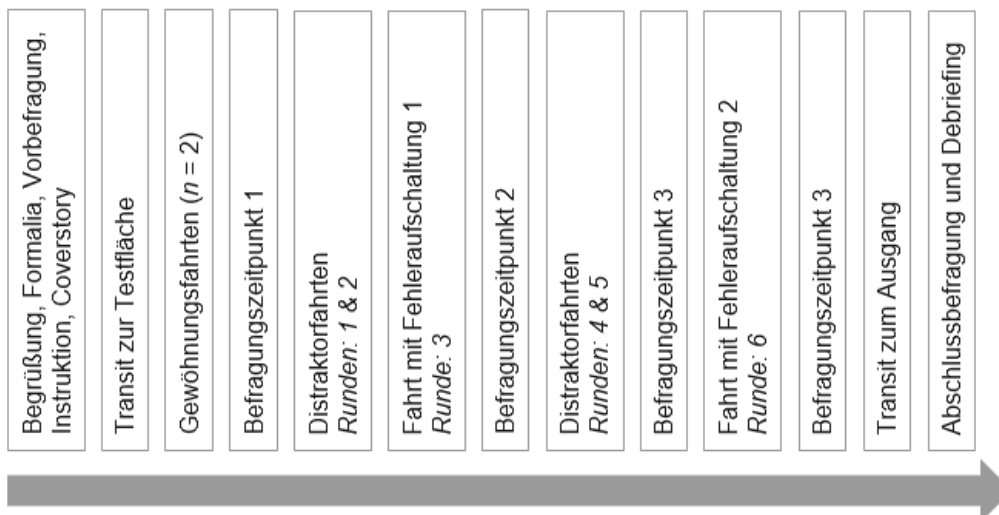 Begrüßung, Formalia, Vorbefragung,
Instruktion, Coverstory
Transit zur Testfläche
Gewöhnungsfahrten (n = 2)
Befragungszeitpunkt 1
Distraktorfahrten
Runden: 1 & 2
Fahrt mit Fehleraufschaltung 1
Runde: 3
Befragungszeitpunkt 2
Distraktorfahrten
Runden: 4 & 5
Befragungszeitpunkt 3
Fahrt mit Fehleraufschaltung 2
Runde: 6
Befragungszeitpunkt 3
Transit zum Ausgang
Abschlussbefragung und Debriefing